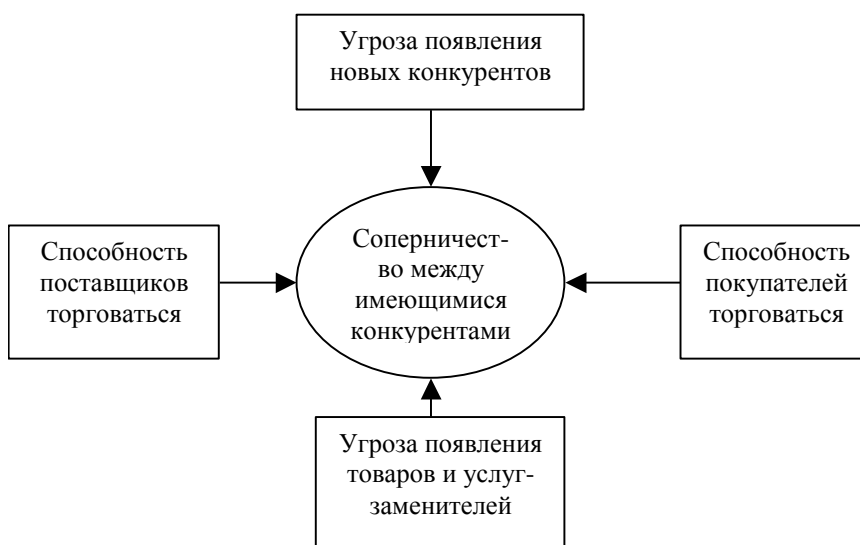 Угроза появления
новых конкурентов
Способность
поставщиков
торговаться
Соперничест-
во между
имеющимися
конкурентами
Способность
покупателей
торговаться
Угроза появления
товаров и услуг-
заменителей